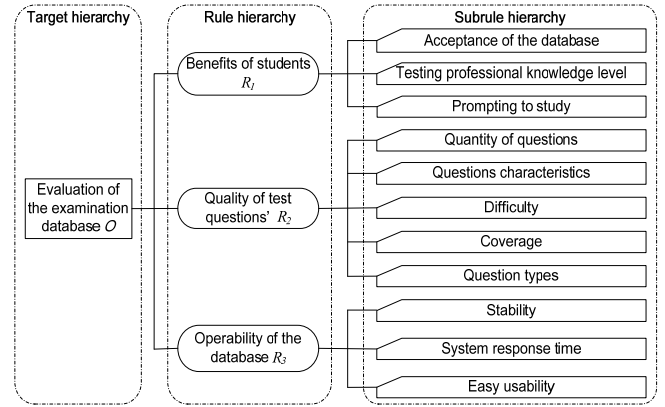 Target hierarchy
Rule hierarchy
Subrule hierarchy
Evaluation of
the examination
database O
Benefits of students
R1
Quality of test
questions' R2
Operability of the
database R3
Acceptance of the database
Testing professional knowledge level
Prompting to study
Quantity of questions
Questions characteristics
Difficulty
Coverage
Question types
Stability
System response time
Easy usability